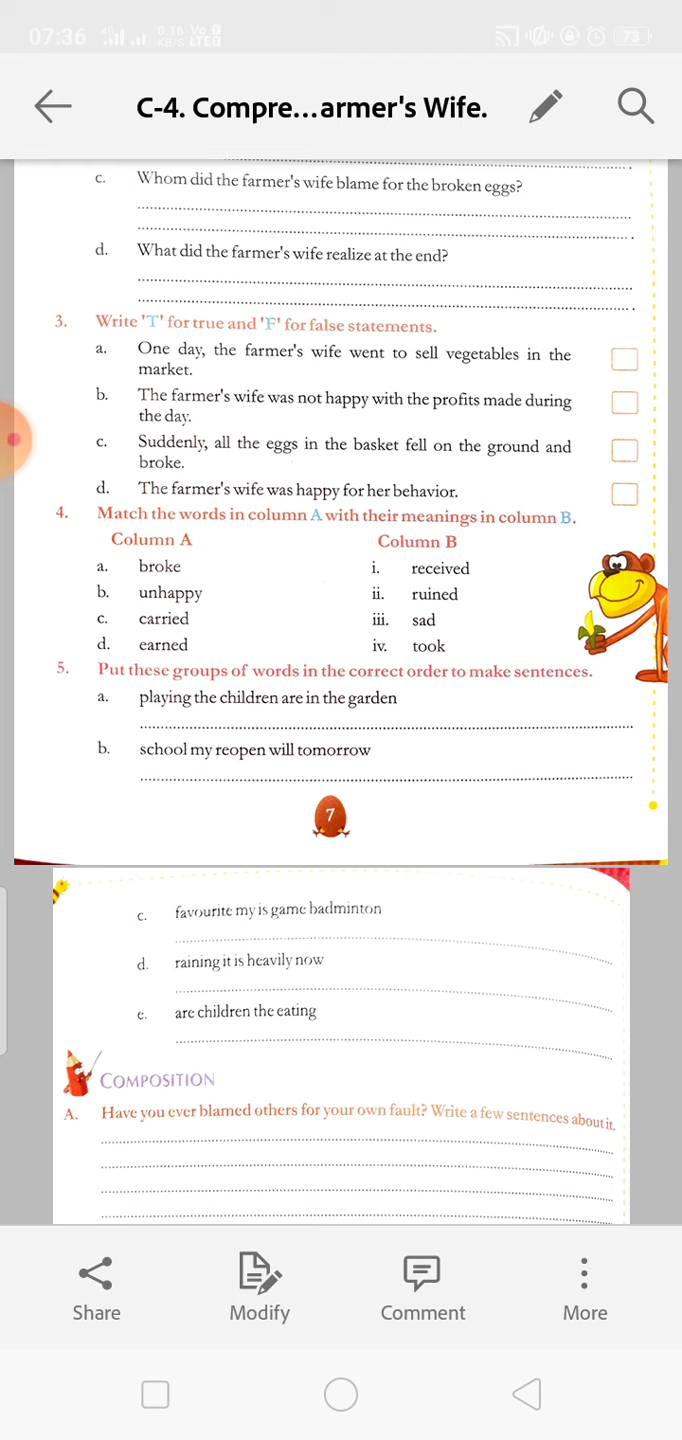 07:36 4G 0.16 KB/S Vo LTE 73
C-4. Compre...armer's Wife.
c. Whom did the farmer's wife blame for the broken eggs?
d. What did the farmer's wife realize at the end?
3. Write 'T' for true and 'F' for false statements.
a. One day, the farmer's wife went to sell vegetables in the
market.
b. The farmer's wife was not happy with the profits made during
the day.
c. Suddenly, all the eggs in the basket fell on the ground and
broke.
d. The farmer's wife was happy for her behavior.
4. Match the words in column A with their meanings in column B.
Column A Column B
a. broke i. received
b. unhappy ii. ruined
c. carried iii. sad
d. earned iv. took
5. Put these groups of words in the correct order to make sentences.
a. playing the children are in the garden
b. school my reopen will tomorrow
7
c. favourite my is game badminton
d. raining it is heavily now
e. are children the eating
COMPOSITION
A. Have you ever blamed others for your own fault? Write a few sentences about it.
Share Modify Comment More